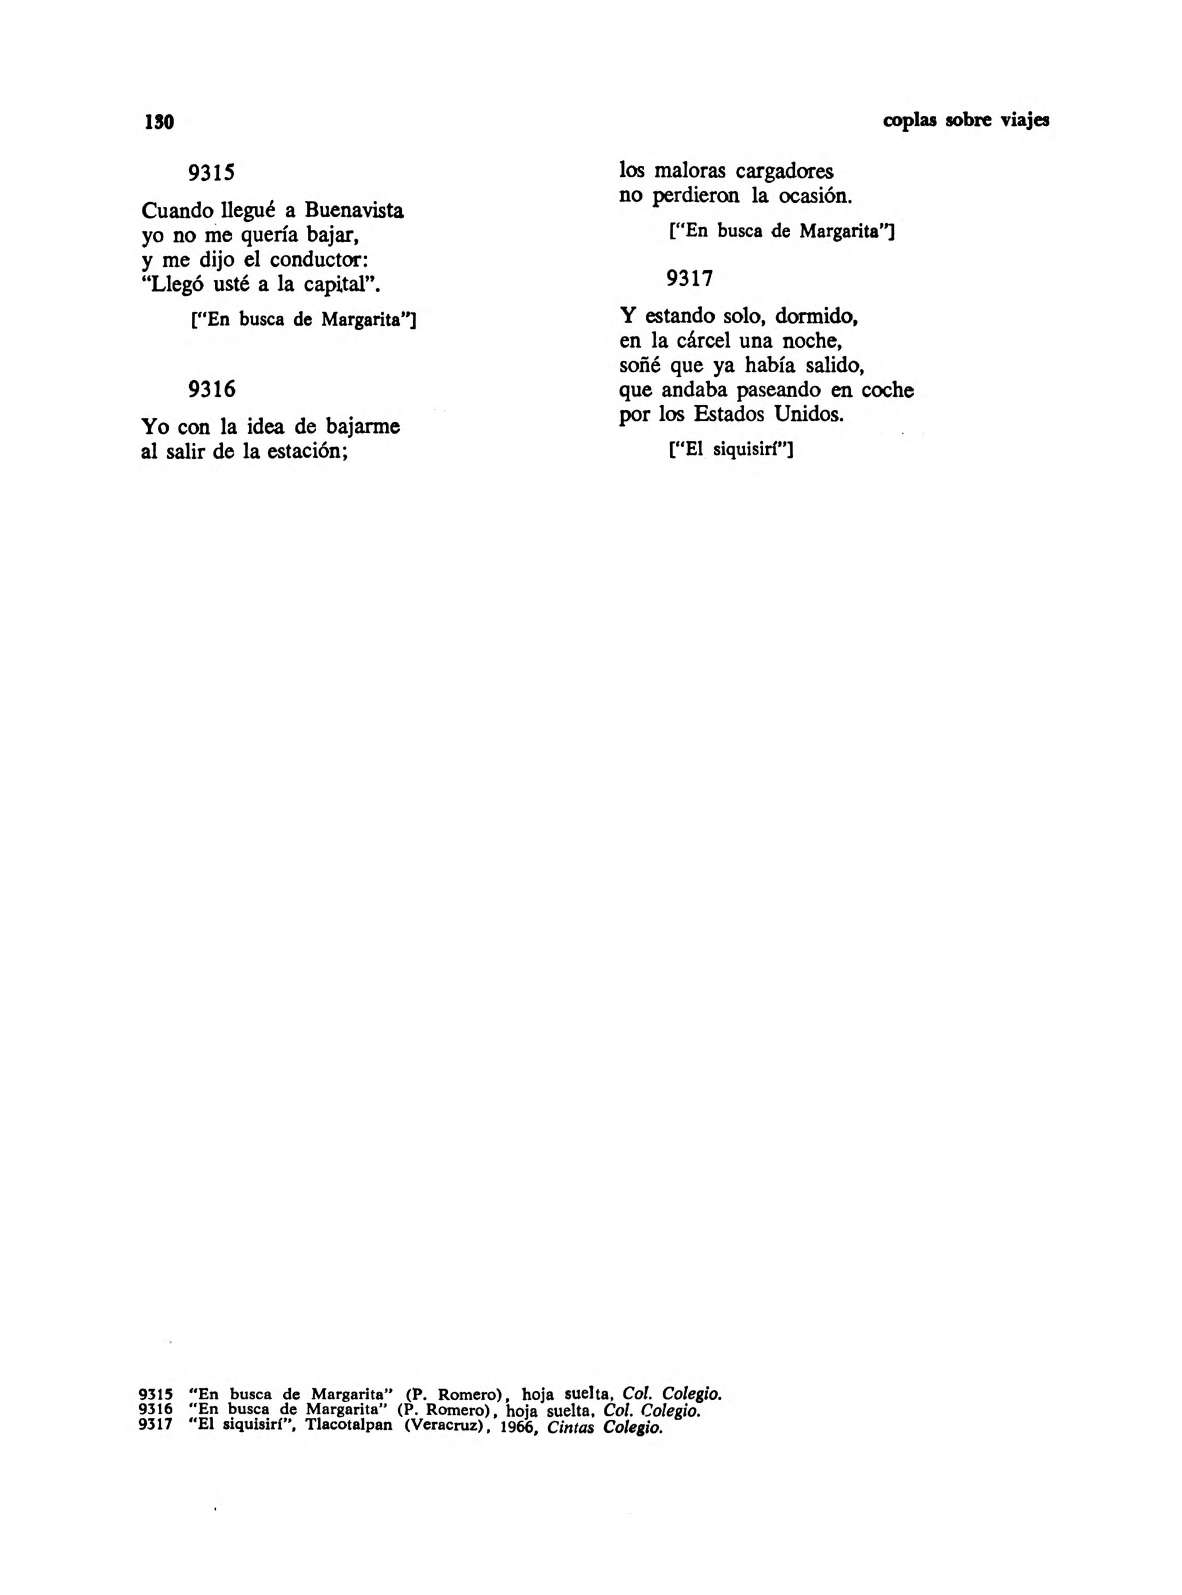 130
coplas sobre viajes
9315
Cuando llegué a Buenavista
yo no me quería bajar,
y me dijo el conductor:
“Llegó usté a la capital”.
[“En busca de Margarita”]
9316
Yo con la idea de bajarme
al salir de la estación;
los maloras cargadores
no perdieron la ocasión.
[“En busca de Margarita”]
9317
Y estando solo, dormido,
en la cárcel una noche,
soñé que ya había salido,
que andaba paseando en coche
por los Estados Unidos.
[“El siquisirí”]
9315 “En busca de Margarita” (P. Romero), hoja suelta, Col. Colegio.
9316 “En busca de Margarita” (P. Romero), hoja suelta, Col. Colegio.
9317 “El siquisirí”, Tlacotalpan (Veracruz), 1966, Cintas Colegio.